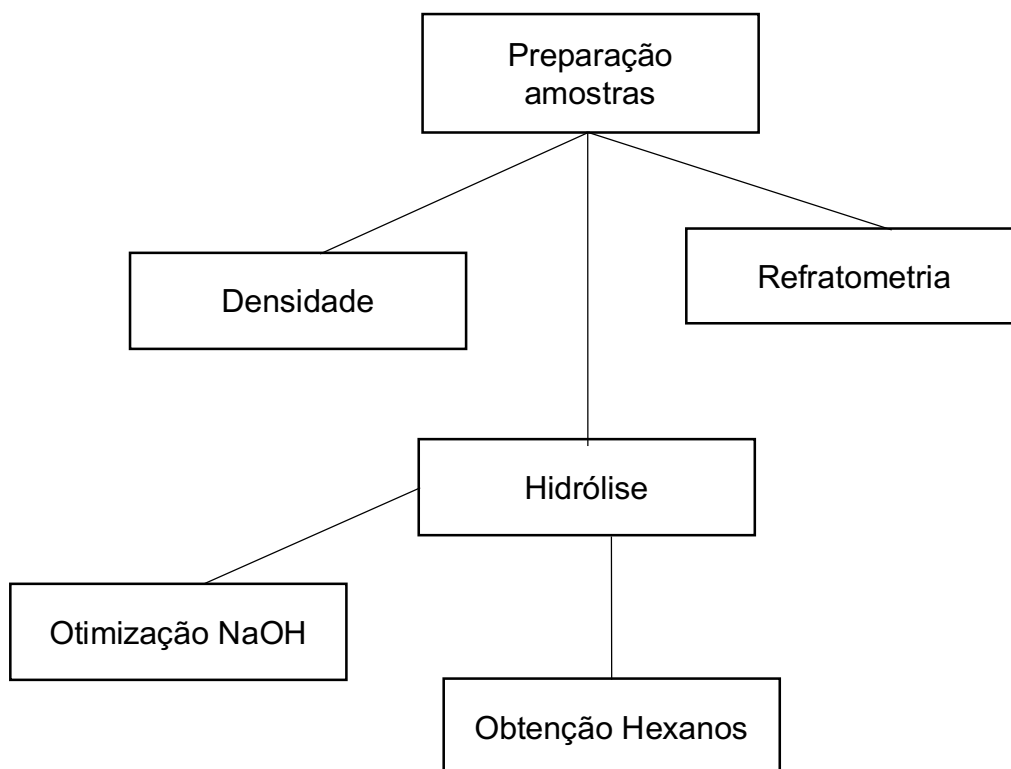 Preparação
amostras
Densidade
Refratometria
Hidrólise
Otimização NaOH
Obtenção Hexanos